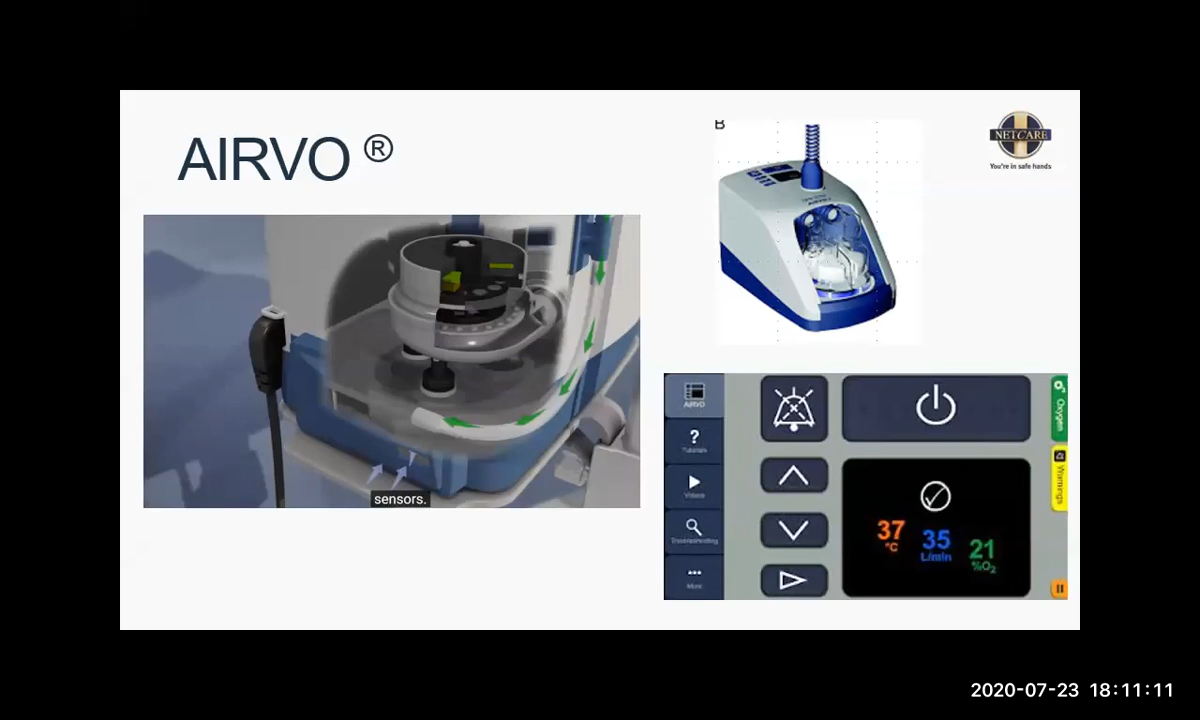 AIRVO ®
B
NETCARE
You're in safe hands
sensors.
AIRVO
?
Tutorials
Videos
Troubleshooting
More
Oxygen
Warnings
37
°C
35
L/min
21
%O₂
2020-07-23 18:11:11